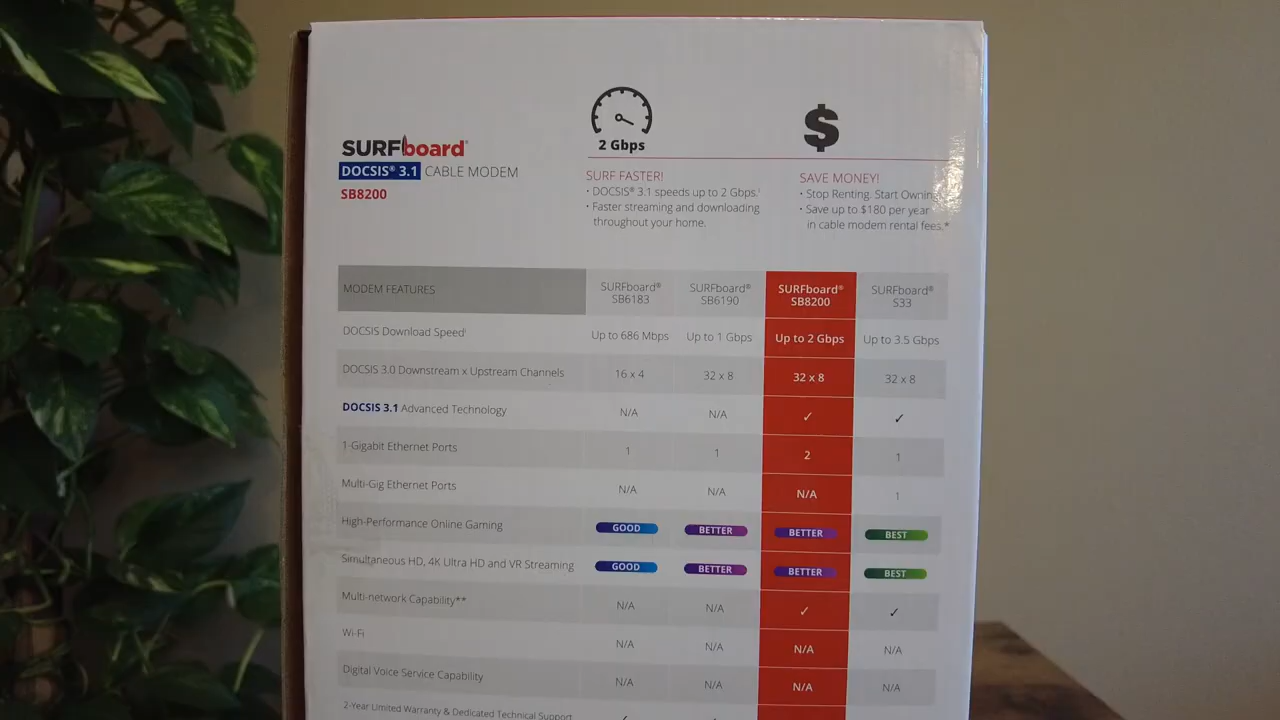 2 Gbps
$
SURFboard®
DOCSIS® 3.1 CABLE MODEM
SB8200
SURF FASTER!
• DOCSIS® 3.1 speeds up to 2 Gbps.ⁱ
• Faster streaming and downloading
throughout your home.
SAVE MONEY!
• Stop Renting. Start Owning
• Save up to $180 per year
in cable modem rental fees.*
MODEM FEATURES SURFboard® SB6183 SURFboard® SB6190 SURFboard® SB8200 SURFboard® S33
DOCSIS Download Speedⁱ Up to 686 Mbps Up to 1 Gbps Up to 2 Gbps Up to 3.5 Gbps
DOCSIS 3.0 Downstream x Upstream Channels 16 x 4 32 x 8 32 x 8 32 x 8
DOCSIS 3.1 Advanced Technology N/A N/A ✓ ✓
1-Gigabit Ethernet Ports 1 1 2 1
Multi-Gig Ethernet Ports N/A N/A N/A 1
High-Performance Online Gaming GOOD BETTER BETTER BEST
Simultaneous HD, 4K Ultra HD and VR Streaming GOOD BETTER BETTER BEST
Multi-network Capability** N/A N/A ✓ ✓
Wi-Fi N/A N/A N/A N/A
Digital Voice Service Capability N/A N/A N/A N/A
2-Year Limited Warranty & Dedicated Technical Support